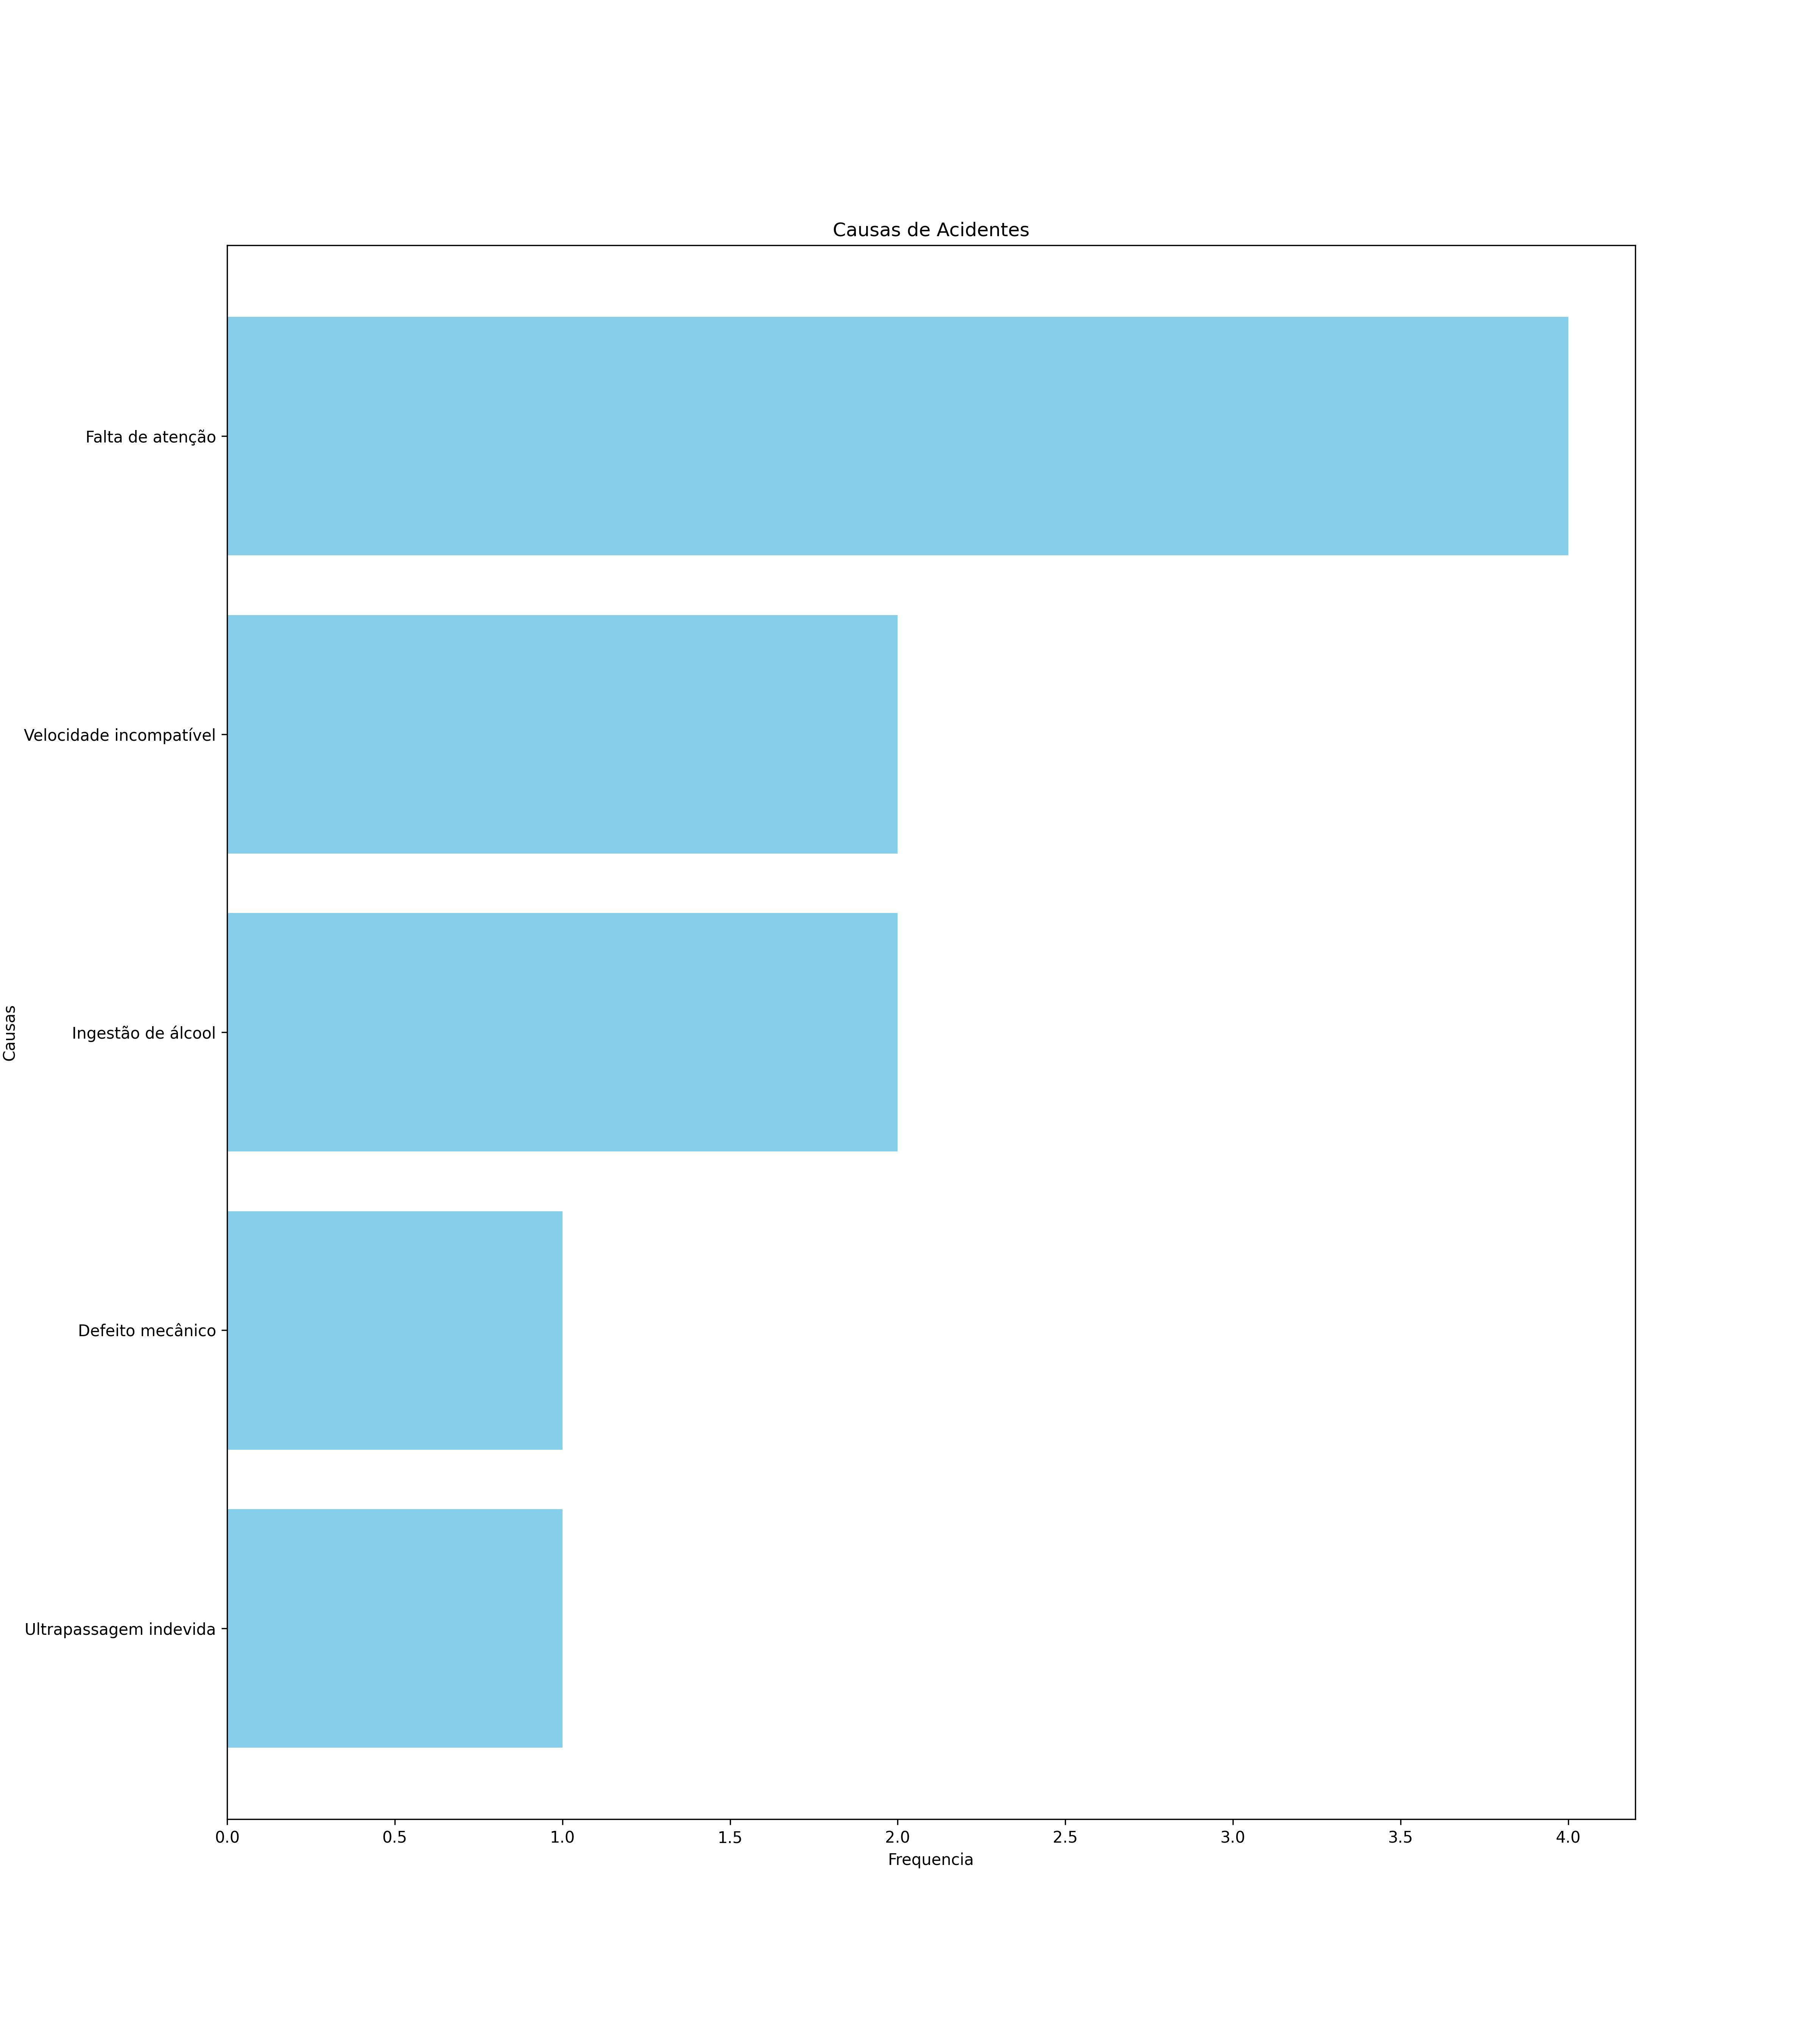 Causas de Acidentes
Falta de atenção
Velocidade incompatível
Ingestão de álcool
Causas
Defeito mecânico
Ultrapassagem indevida
0.0 0.5 1.0 1.5 2.0 2.5 3.0 3.5 4.0
Frequencia